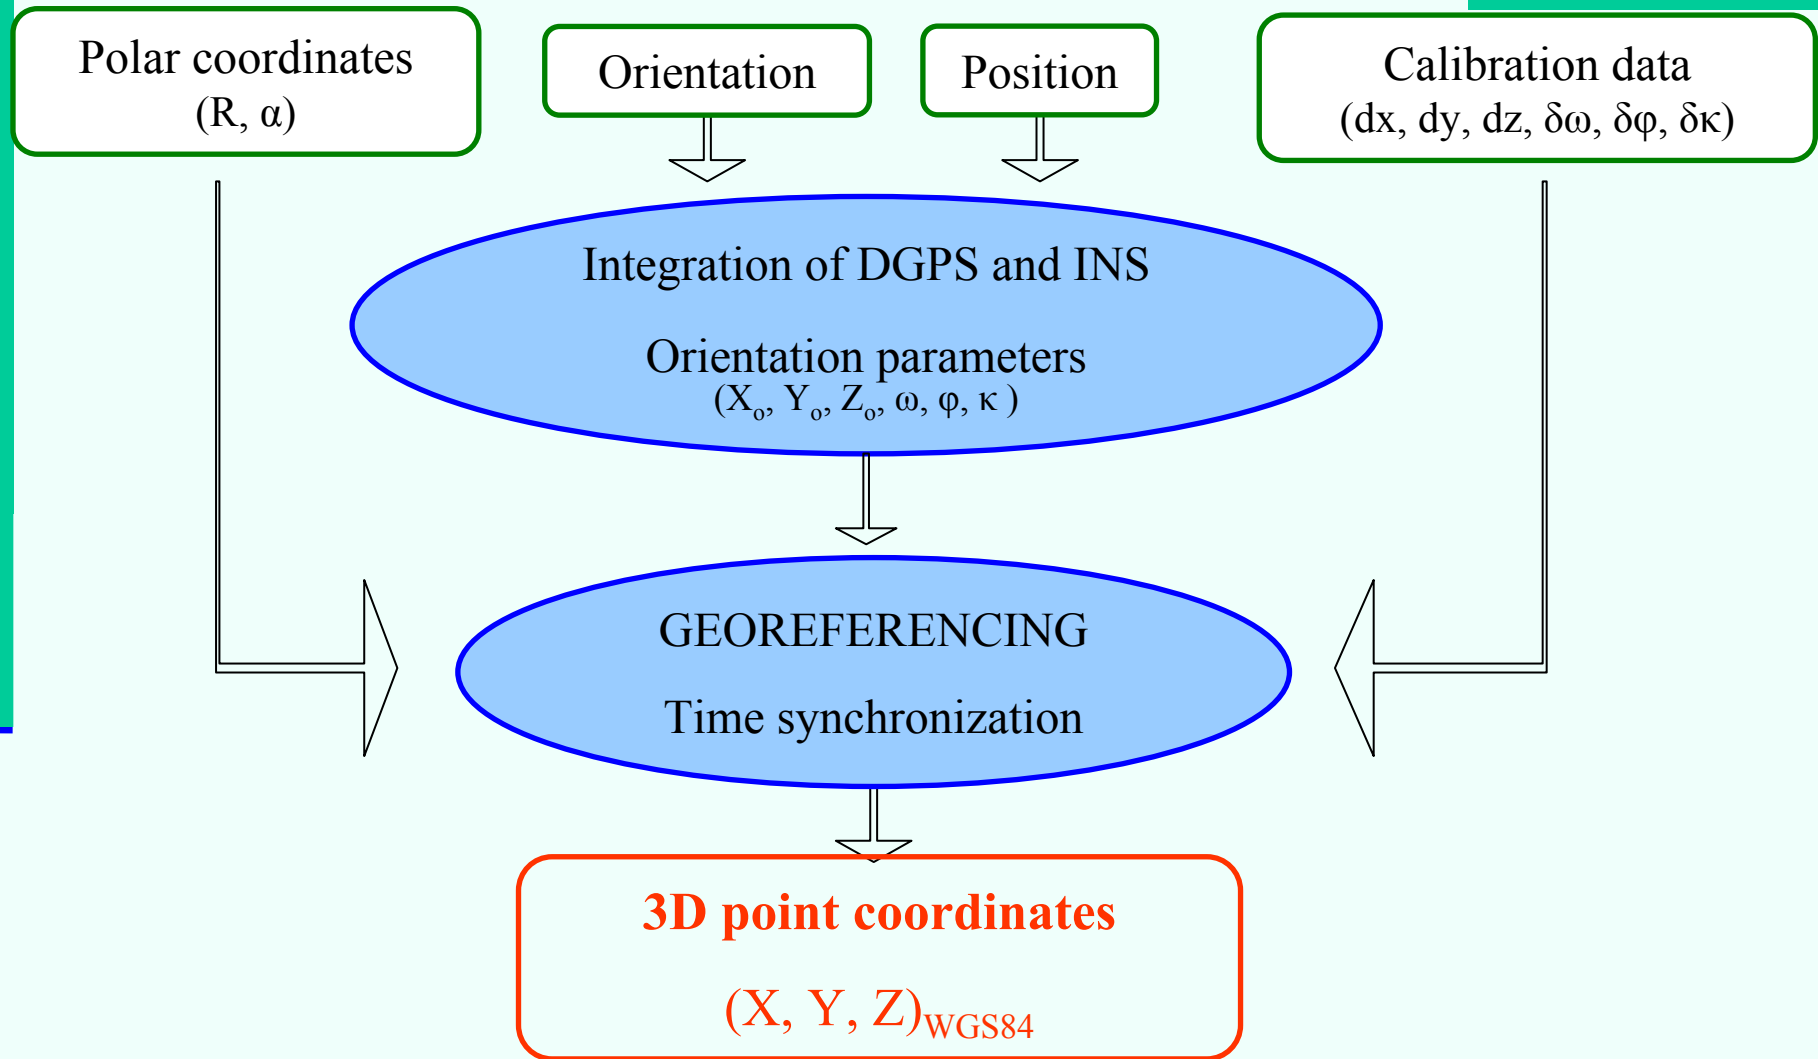 Polar coordinates
(R, α)
Orientation
Position
Calibration data
(dx, dy, dz, δω, δφ, δκ)
Integration of DGPS and INS
Orientation parameters
(Xo, Yo, Zo, ω, φ, κ )
GEOREFERENCING
Time synchronization
3D point coordinates
(X, Y, Z)WGS84